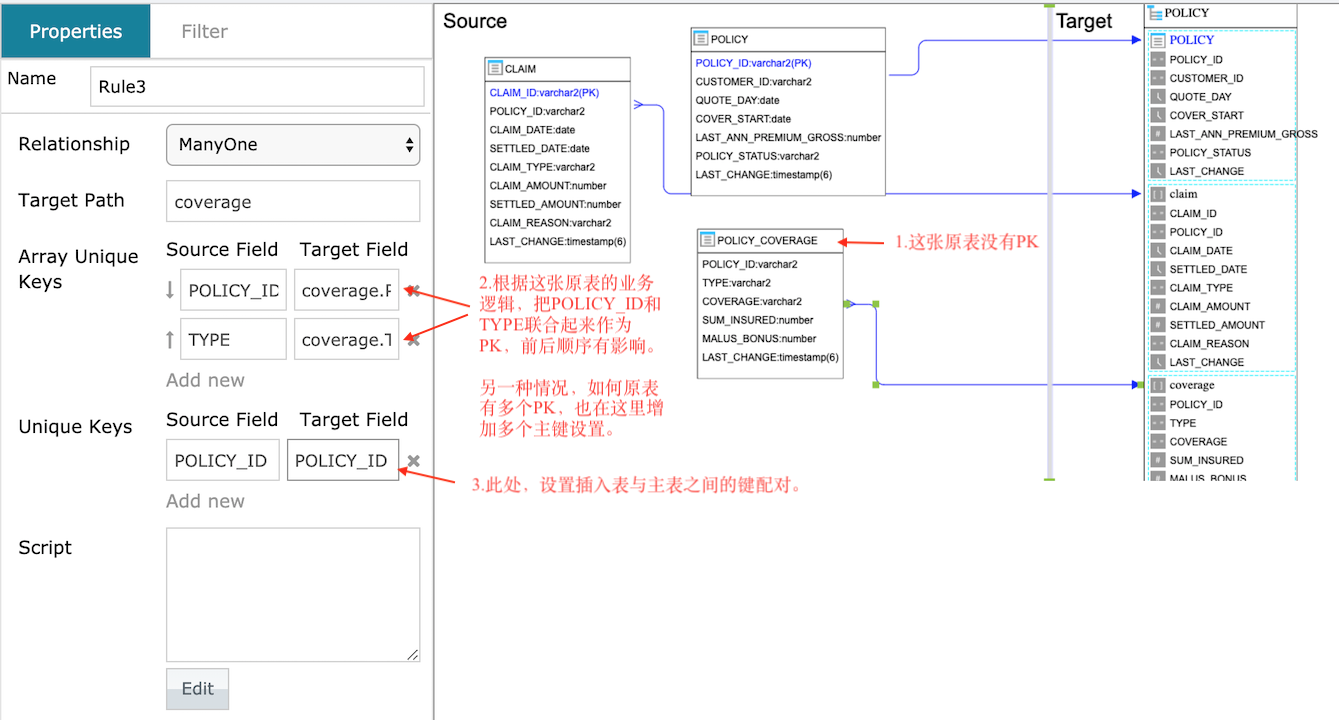 Properties
Filter
Name
Rule3
Relationship
ManyOne
Target Path
coverage
Array Unique
Keys
Source Field
Target Field
POLICY_ID
coverage.F
TYPE
coverage.T
Add new
Unique Keys
Source Field
Target Field
POLICY_ID
POLICY_ID
Add new
Script
Edit
Source
CLAIM
CLAIM_ID:varchar2(PK)
POLICY_ID:varchar2
CLAIM_DATE:date
SETTLED_DATE:date
CLAIM_TYPE:varchar2
CLAIM_AMOUNT:number
SETTLED_AMOUNT:number
CLAIM_REASON:varchar2
LAST_CHANGE:timestamp(6)
POLICY
POLICY_ID:varchar2(PK)
CUSTOMER_ID:varchar2
QUOTE_DAY:date
COVER_START:date
LAST_ANN_PREMIUM_GROSS:number
POLICY_STATUS:varchar2
LAST_CHANGE:timestamp(6)
POLICY_COVERAGE
POLICY_ID:varchar2
TYPE:varchar2
COVERAGE:varchar2
SUM_INSURED:number
MALUS_BONUS:number
LAST_CHANGE:timestamp(6)
1.这张原表没有PK
2.根据这张原表的业务
逻辑，把POLICY_ID和
TYPE联合起来作为
PK，前后顺序有影响。
另一种情况，如何原表
有多个PK，也在这里增
加多个主键设置。
3.此处，设置插入表与主表之间的键配对。
Target
POLICY
POLICY
POLICY_ID
CUSTOMER_ID
QUOTE_DAY
COVER_START
LAST_ANN_PREMIUM_GROSS
POLICY_STATUS
LAST_CHANGE
claim
CLAIM_ID
POLICY_ID
CLAIM_DATE
SETTLED_DATE
CLAIM_TYPE
CLAIM_AMOUNT
SETTLED_AMOUNT
CLAIM_REASON
LAST_CHANGE
coverage
POLICY_ID
TYPE
COVERAGE
SUM_INSURED
MALUS_BONUS